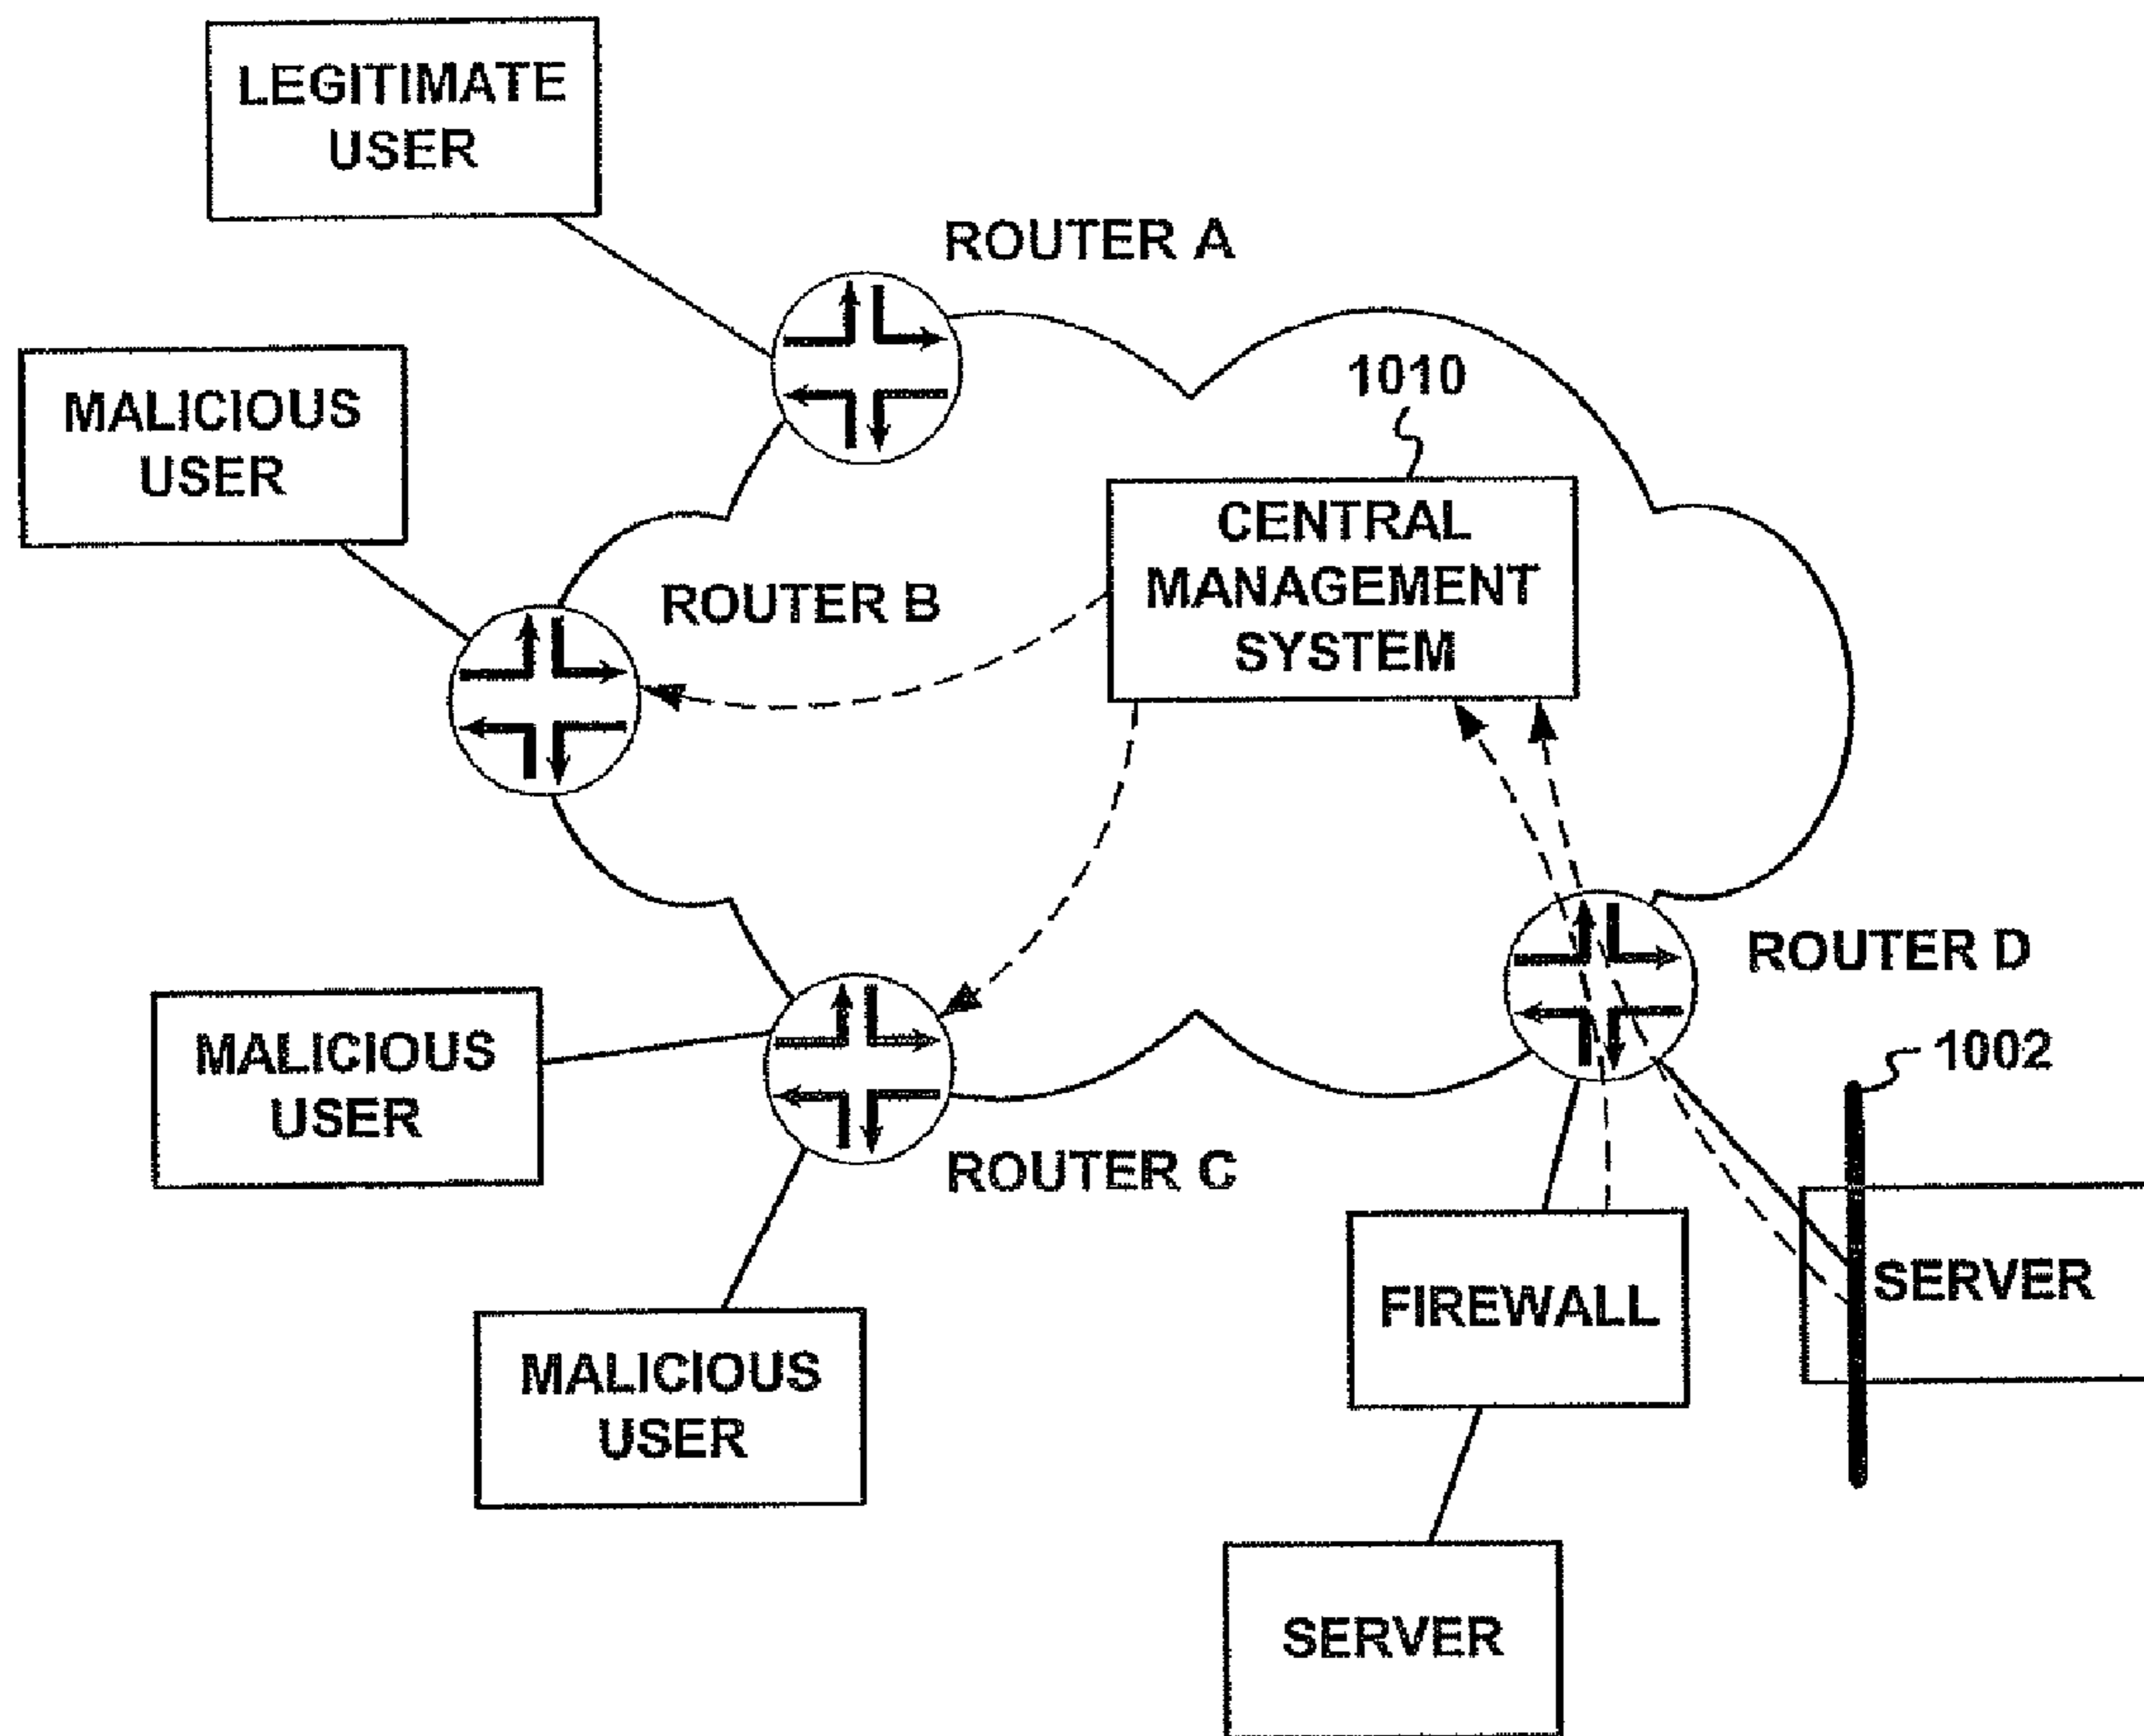 LEGITIMATE
USER
ROUTER A
MALICIOUS
USER
1010
CENTRAL
MANAGEMENT
SYSTEM
ROUTER B
ROUTER D
MALICIOUS
USER
1002
ROUTER C
FIREWALL
SERVER
MALICIOUS
USER
SERVER